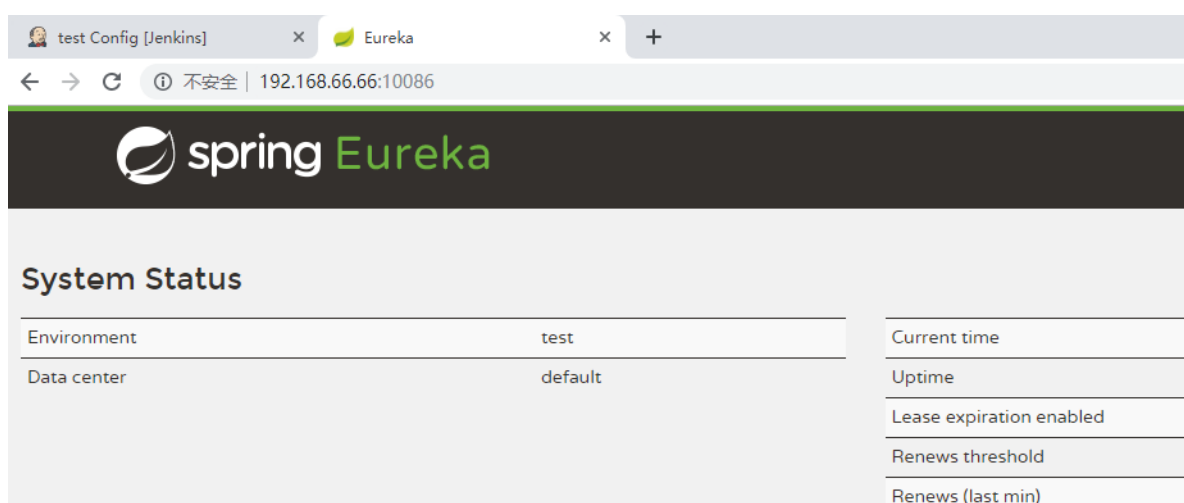 test Config [Jenkins] Eureka
不安全 192.168.66.66:10086
spring Eureka
System Status
Environment test
Data center default
Current time
Uptime
Lease expiration enabled
Renews threshold
Renews (last min)